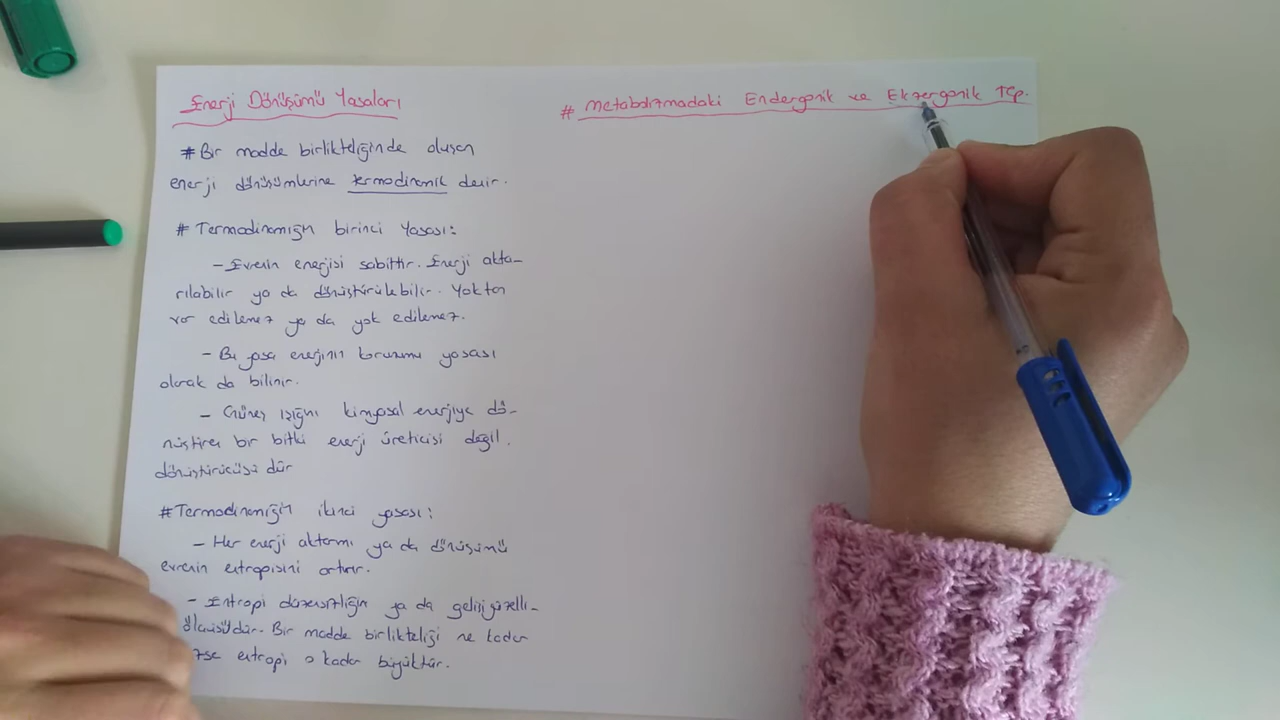 Enerji Dönüşümü Yasaları
# Bir madde birlikteliğinde oluşan
enerji dönüşümlerine termodinamik denir.
# Termodinamiğin birinci Yasası:
- Evrenin enerjisi sabittir. Enerji akta-
rılabilir ya da dönüştürülebilir. Yoktan
var edilemez ya da yok edilemez.
- Bu yasa enerjinin korunumu yasası
olarak da bilinir.
- Güneş ışığını kimyasal enerjiye dö-
nüştüren bir bitki enerji üreticisi değil.
dönüştürücüsü dür
# Termodinamiğin ikinci yasası:
- Her enerji aktarımı ya da dönüşümü
evrenin entropisini artırır.
- Entropi düzensizliğin ya da gelişigüzelli-
ölçüsüdür. Bir madde birlikteliği ne kadar
entropi o kadar büyüktür.
# Metabolizmadaki Endergonik ve Ekzergonik Tep.